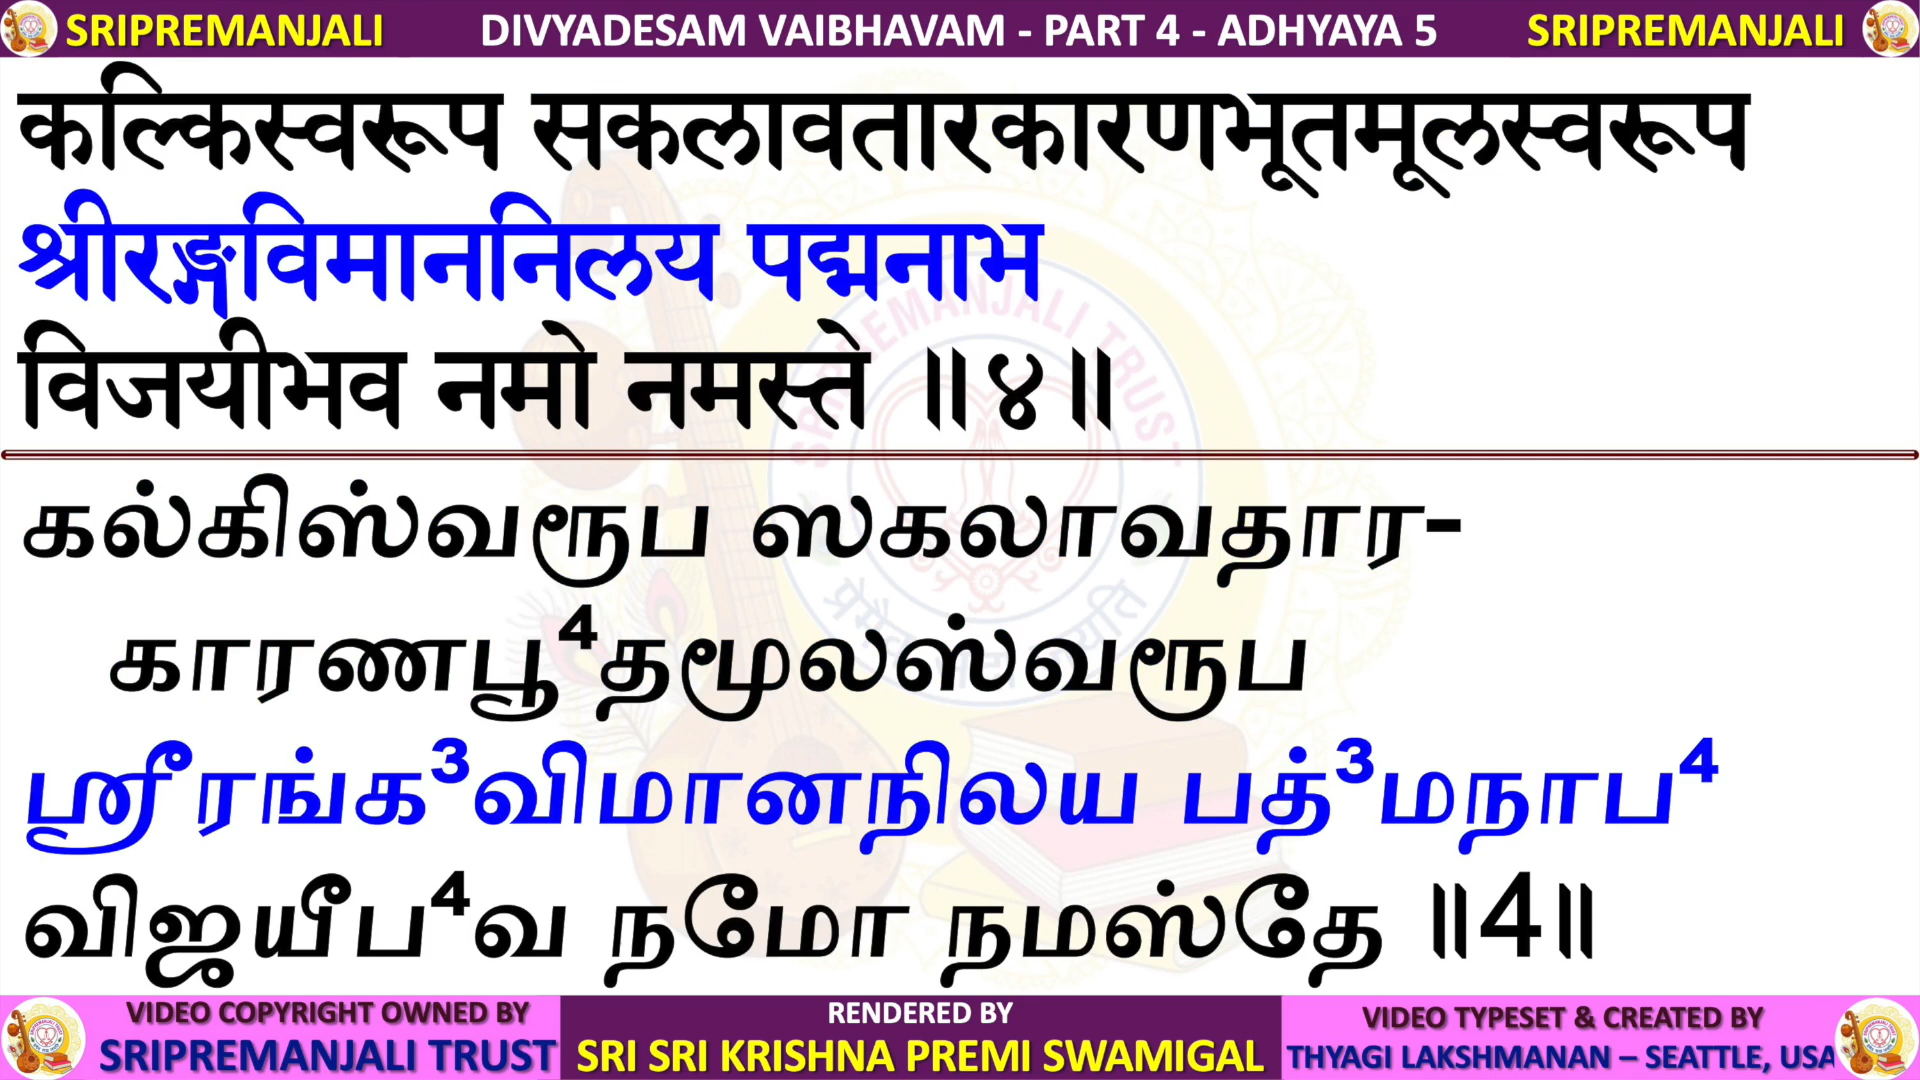 SRIPREMANJALI DIVYADESAM VAIBHAVAM - PART 4 - ADHYAYA 5 SRIPREMANJALI
कल्किस्वरूप सकलावतारकारणभूतमूलस्वरूप
श्रीरङ्गविमाननिलय पद्मनाभ
विजयीभव नमो नमस्ते ॥४॥
கல்கிஸ்வரூப ஸகலாவதார-
காரணபூ⁴தமூலஸ்வரூப
ஸ்ரீரங்க³விமானநிலய பத்³மநாப⁴
விஜயீப⁴வ நமோ நமஸ்தே ॥4॥
VIDEO COPYRIGHT OWNED BY
SRIPREMANJALI TRUST
RENDERED BY
SRI SRI KRISHNA PREMI SWAMIGAL
VIDEO TYPESET & CREATED BY
THYAGI LAKSHMANAN – SEATTLE, USA